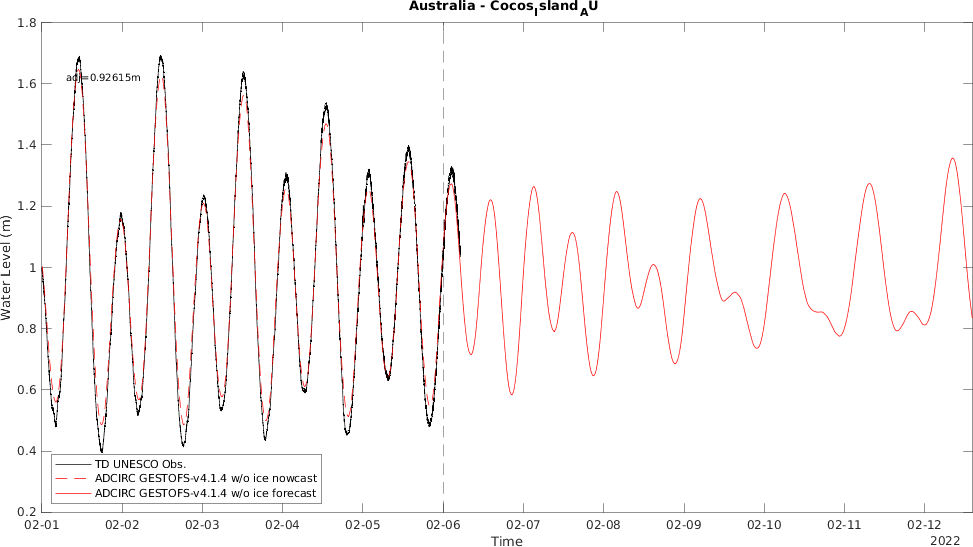 Australia - Cocos_Island_AU
1.8
1.6
1.4
1.2
1
0.8
0.6
0.4
0.2
Water Level (m)
adj=0.92615m
TD UNESCO Obs.
ADCIRC GESTOFS-v4.1.4 w/o ice nowcast
ADCIRC GESTOFS-v4.1.4 w/o ice forecast
02-01 02-02 02-03 02-04 02-05 02-06 02-07 02-08 02-09 02-10 02-11 02-12
Time
2022